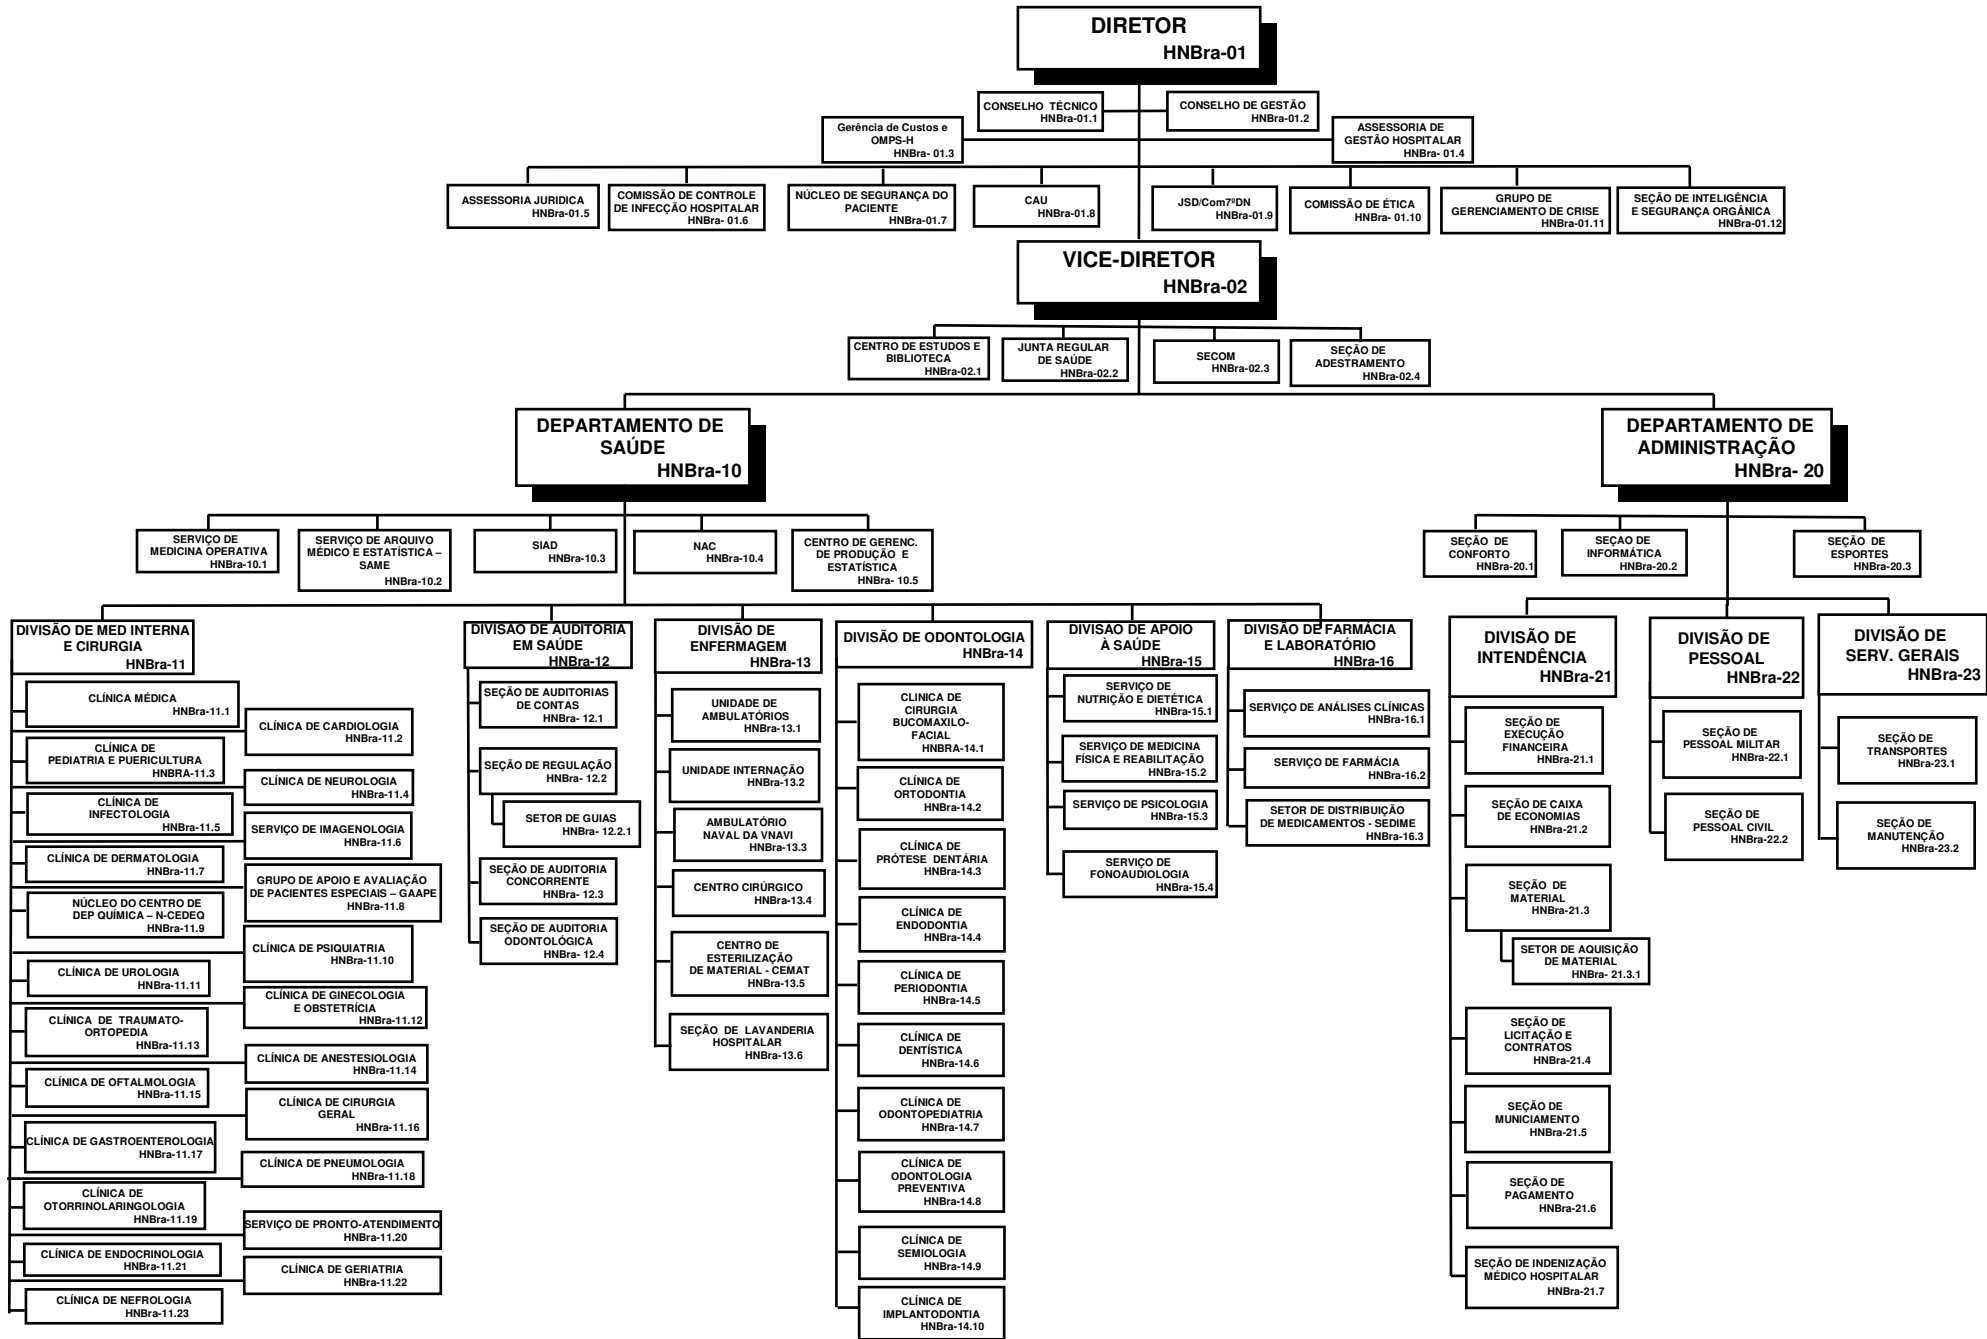 DIRETOR
HNBra-01
CONSELHO TÉCNICO
HNBra-01.1
CONSELHO DE GESTÃO
HNBra-01.2
Gerência de Custos e
OMPS-H
HNBra- 01.3
ASSESSORIA DE
GESTÃO HOSPITALAR
HNBra- 01.4
ASSESSORIA JURIDICA
HNBra-01.5
COMISSÃO DE CONTROLE
DE INFECÇÃO HOSPITALAR
HNBra- 01.6
NÚCLEO DE SEGURANÇA DO
PACIENTE
HNBra-01.7
CAU
HNBra-01.8
JSD/Com7ºDN
HNBra-01.9
COMISSÃO DE ÉTICA
HNBra- 01.10
GRUPO DE
GERENCIAMENTO DE CRISE
HNBra-01.11
SEÇÃO DE INTELIGÊNCIA
E SEGURANÇA ORGÂNICA
HNBra-01.12
VICE-DIRETOR
HNBra-02
CENTRO DE ESTUDOS E
BIBLIOTECA
HNBra-02.1
JUNTA REGULAR
DE SAÚDE
HNBra-02.2
SECOM
HNBra-02.3
SEÇÃO DE
ADESTRAMENTO
HNBra-02.4
DEPARTAMENTO DE
SAÚDE
HNBra-10
DEPARTAMENTO DE
ADMINISTRAÇÃO
HNBra- 20
SERVIÇO DE
MEDICINA OPERATIVA
HNBra-10.1
SERVIÇO DE ARQUIVO
MÉDICO E ESTATÍSTICA –
SAME
HNBra-10.2
SIAD
HNBra-10.3
NAC
HNBra-10.4
CENTRO DE GERENC.
DE PRODUÇÃO E
ESTATÍSTICA
HNBra- 10.5
SEÇÃO DE
CONFORTO
HNBra-20.1
SEÇAO DE
INFORMÁTICA
HNBra-20.2
SEÇÃO DE
ESPORTES
HNBra-20.3
DIVISÃO DE MED INTERNA
E CIRURGIA
HNBra-11
CLÍNICA MÉDICA
HNBra-11.1
CLÍNICA DE CARDIOLOGIA
HNBra-11.2
CLÍNICA DE
PEDIATRIA E PUERICULTURA
HNBRA-11.3
CLÍNICA DE NEUROLOGIA
HNBra-11.4
CLÍNICA DE
INFECTOLOGIA
HNBra-11.5
SERVIÇO DE IMAGENOLOGIA
HNBra-11.6
CLÍNICA DE DERMATOLOGIA
HNBra-11.7
GRUPO DE APOIO E AVALIAÇÃO
DE PACIENTES ESPECIAIS – GAAPE
HNBra-11.8
NÚCLEO DO CENTRO DE
DEP QUÍMICA – N-CEDEQ
HNBra-11.9
CLÍNICA DE PSIQUIATRIA
HNBra-11.10
CLÍNICA DE UROLOGIA
HNBra-11.11
CLÍNICA DE GINECOLOGIA
E OBSTETRÍCIA
HNBra-11.12
CLÍNICA DE TRAUMATO-
ORTOPEDIA
HNBra-11.13
CLÍNICA DE ANESTESIOLOGIA
HNBra-11.14
CLÍNICA DE OFTALMOLOGIA
HNBra-11.15
CLÍNICA DE CIRURGIA
GERAL
HNBra-11.16
CLÍNICA DE GASTROENTEROLOGIA
HNBra-11.17
CLÍNICA DE PNEUMOLOGIA
HNBra-11.18
CLÍNICA DE
OTORRINOLARINGOLOGIA
HNBra-11.19
SERVIÇO DE PRONTO-ATENDIMENTO
HNBra-11.20
CLÍNICA DE ENDOCRINOLOGIA
HNBra-11.21
CLÍNICA DE GERIATRIA
HNBra-11.22
CLÍNICA DE NEFROLOGIA
HNBra-11.23
DIVISÃO DE AUDITORIA
EM SAÚDE
HNBra-12
SEÇÃO DE AUDITORIAS
DE CONTAS
HNBra- 12.1
SEÇÃO DE REGULAÇÃO
HNBra- 12.2
SETOR DE GUIAS
HNBra- 12.2.1
SEÇÃO DE AUDITORIA
CONCORRENTE
HNBra- 12.3
SEÇÃO DE AUDITORIA
ODONTOLÓGICA
HNBra- 12.4
DIVISÃO DE
ENFERMAGEM
HNBra-13
UNIDADE DE
AMBULATÓRIOS
HNBra-13.1
UNIDADE INTERNAÇÃO
HNBra-13.2
AMBULATÓRIO
NAVAL DA VNAVI
HNBra-13.3
CENTRO CIRÚRGICO
HNBra-13.4
CENTRO DE
ESTERILIZAÇÃO
DE MATERIAL - CEMAT
HNBra-13.5
SEÇÃO DE LAVANDERIA
HOSPITALAR
HNBra-13.6
DIVISÃO DE ODONTOLOGIA
HNBra-14
CLINICA DE
CIRURGIA
BUCOMAXILO-
FACIAL
HNBRA-14.1
CLÍNICA DE
ORTODONTIA
HNBra-14.2
CLÍNICA DE
PRÓTESE DENTÁRIA
HNBra-14.3
CLÍNICA DE
ENDODONTIA
HNBra-14.4
CLÍNICA DE
PERIODONTIA
HNBra-14.5
CLÍNICA DE
DENTÍSTICA
HNBra-14.6
CLÍNICA DE
ODONTOPEDIATRIA
HNBra-14.7
CLÍNICA DE
ODONTOLOGIA
PREVENTIVA
HNBra-14.8
CLÍNICA DE
SEMIOLOGIA
HNBra-14.9
CLÍNICA DE
IMPLANTODONTIA
HNBra-14.10
DIVISÃO DE APOIO
À SAÚDE
HNBra-15
SERVIÇO DE
NUTRIÇÃO E DIETÉTICA
HNBra-15.1
SERVIÇO DE MEDICINA
FÍSICA E REABILITAÇÃO
HNBra-15.2
SERVIÇO DE PSICOLOGIA
HNBra-15.3
SERVIÇO DE
FONOAUDIOLOGIA
HNBra-15.4
DIVISÃO DE FARMÁCIA
E LABORATÓRIO
HNBra-16
SERVIÇO DE ANÁLISES CLÍNICAS
HNBra-16.1
SERVIÇO DE FARMÁCIA
HNBra-16.2
SETOR DE DISTRIBUIÇÃO
DE MEDICAMENTOS - SEDIME
HNBra-16.3
DIVISÃO DE
INTENDÊNCIA
HNBra-21
SEÇÃO DE
EXECUÇÃO
FINANCEIRA
HNBra-21.1
SEÇÃO DE CAIXA
DE ECONOMIAS
HNBra-21.2
SEÇÃO DE
MATERIAL
HNBra-21.3
SETOR DE AQUISIÇÃO
DE MATERIAL
HNBra- 21.3.1
SEÇÃO DE
LICITAÇÃO E
CONTRATOS
HNBra-21.4
SEÇÃO DE
MUNICIAMENTO
HNBra-21.5
SEÇÃO DE
PAGAMENTO
HNBra-21.6
SEÇÃO DE INDENIZAÇÃO
MÉDICO HOSPITALAR
HNBra-21.7
DIVISÃO DE
PESSOAL
HNBra-22
SEÇÃO DE
PESSOAL MILITAR
HNBra-22.1
SEÇÃO DE
PESSOAL CIVIL
HNBra-22.2
DIVISÃO DE
SERV. GERAIS
HNBra-23
SEÇÃO DE
TRANSPORTES
HNBra-23.1
SEÇÃO DE
MANUTENÇÃO
HNBra-23.2